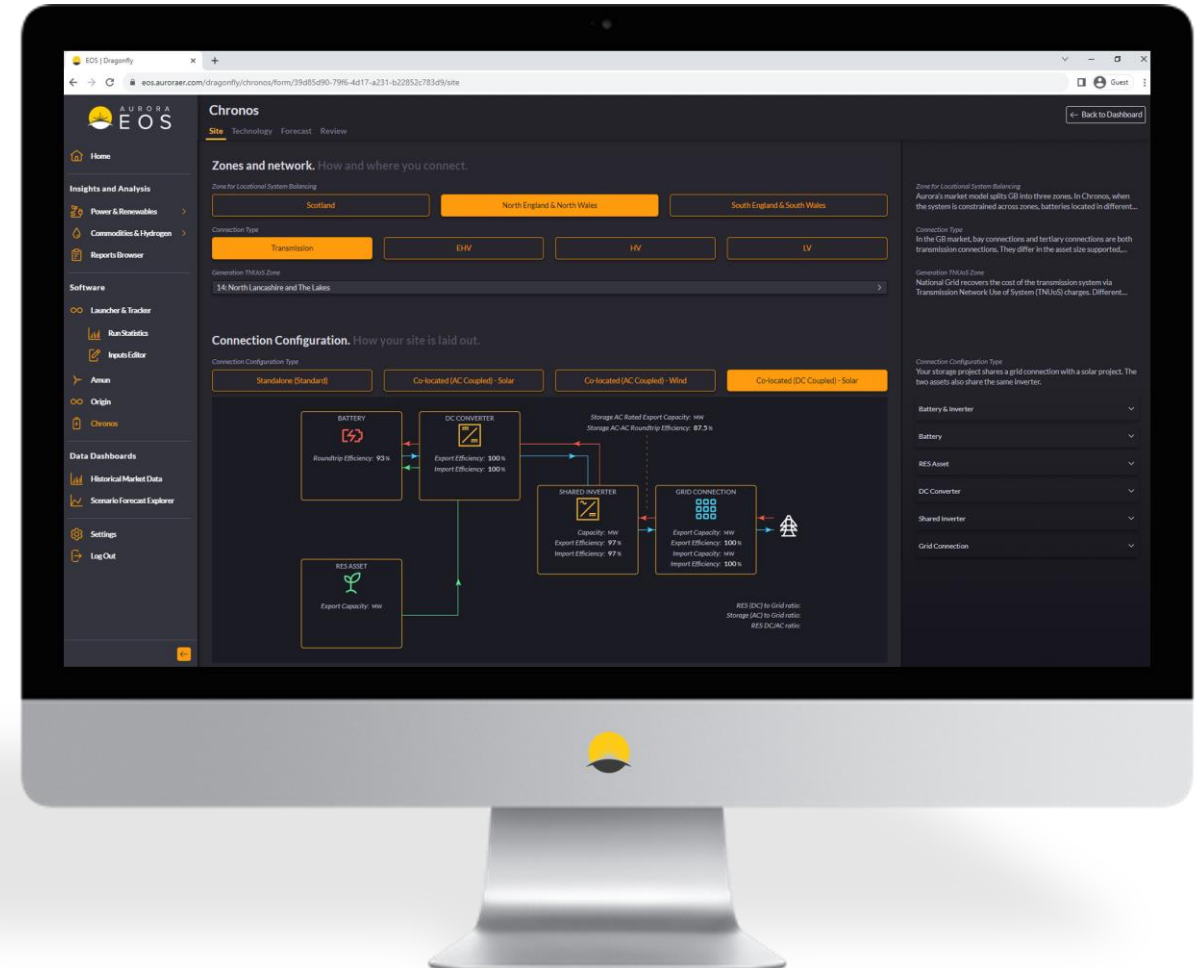 EOS | Dragonfly
eos.auroraer.com/dragonfly/chronos/form/39d85d90-79f6-4d17-a231-b22852c783d9/site
Guest
AURORA
EOS
Home
Insights and Analysis
Power & Renewables
Commodities & Hydrogen
Reports Browser
Software
Launcher & Tracker
Run Statistics
Inputs Editor
Amun
Origin
Chronos
Data Dashboards
Historical Market Data
Scenario Forecast Explorer
Settings
Log Out
Chronos
Back to Dashboard
Site Technology Forecast Review
Zones and network. How and where you connect.
Zone for Locational System Balancing
Scotland North England & North Wales South England & South Wales
Connection Type
Transmission EHV HV LV
Generation TNUoS Zone
14: North Lancashire and The Lakes
Connection Configuration. How your site is laid out.
Connection Configuration Type
Standalone (Standard) Co-located (AC Coupled) - Solar Co-located (AC Coupled) - Wind Co-located (DC Coupled) - Solar
BATTERY
Roundtrip Efficiency: 93 %
DC CONVERTER
Export Efficiency: 100 %
Import Efficiency: 100 %
Storage AC Rated Export Capacity: MW
Storage AC-AC Roundtrip Efficiency: 87.5 %
SHARED INVERTER
Capacity: MW
Export Efficiency: 97 %
Import Efficiency: 97 %
GRID CONNECTION
Export Capacity: MW
Export Efficiency: 100 %
Import Capacity: MW
Import Efficiency: 100 %
RES ASSET
Export Capacity: MW
RES (DC) to Grid ratio:
Storage (AC) to Grid ratio:
RES DC/AC ratio:
Zone for Locational System Balancing
Aurora's market model splits GB into three zones. In Chronos, when
the system is constrained across zones, batteries located in different...
Connection Type
In the GB market, bay connections and tertiary connections are both
transmission connections. They differ in the asset size supported,...
Generation TNUoS Zone
National Grid recovers the cost of the transmission system via
Transmission Network Use of System (TNUoS) charges. Different...
Connection Configuration Type
Your storage project shares a grid connection with a solar project. The
two assets also share the same inverter.
Battery & Inverter
Battery
RES Asset
DC Converter
Shared Inverter
Grid Connection